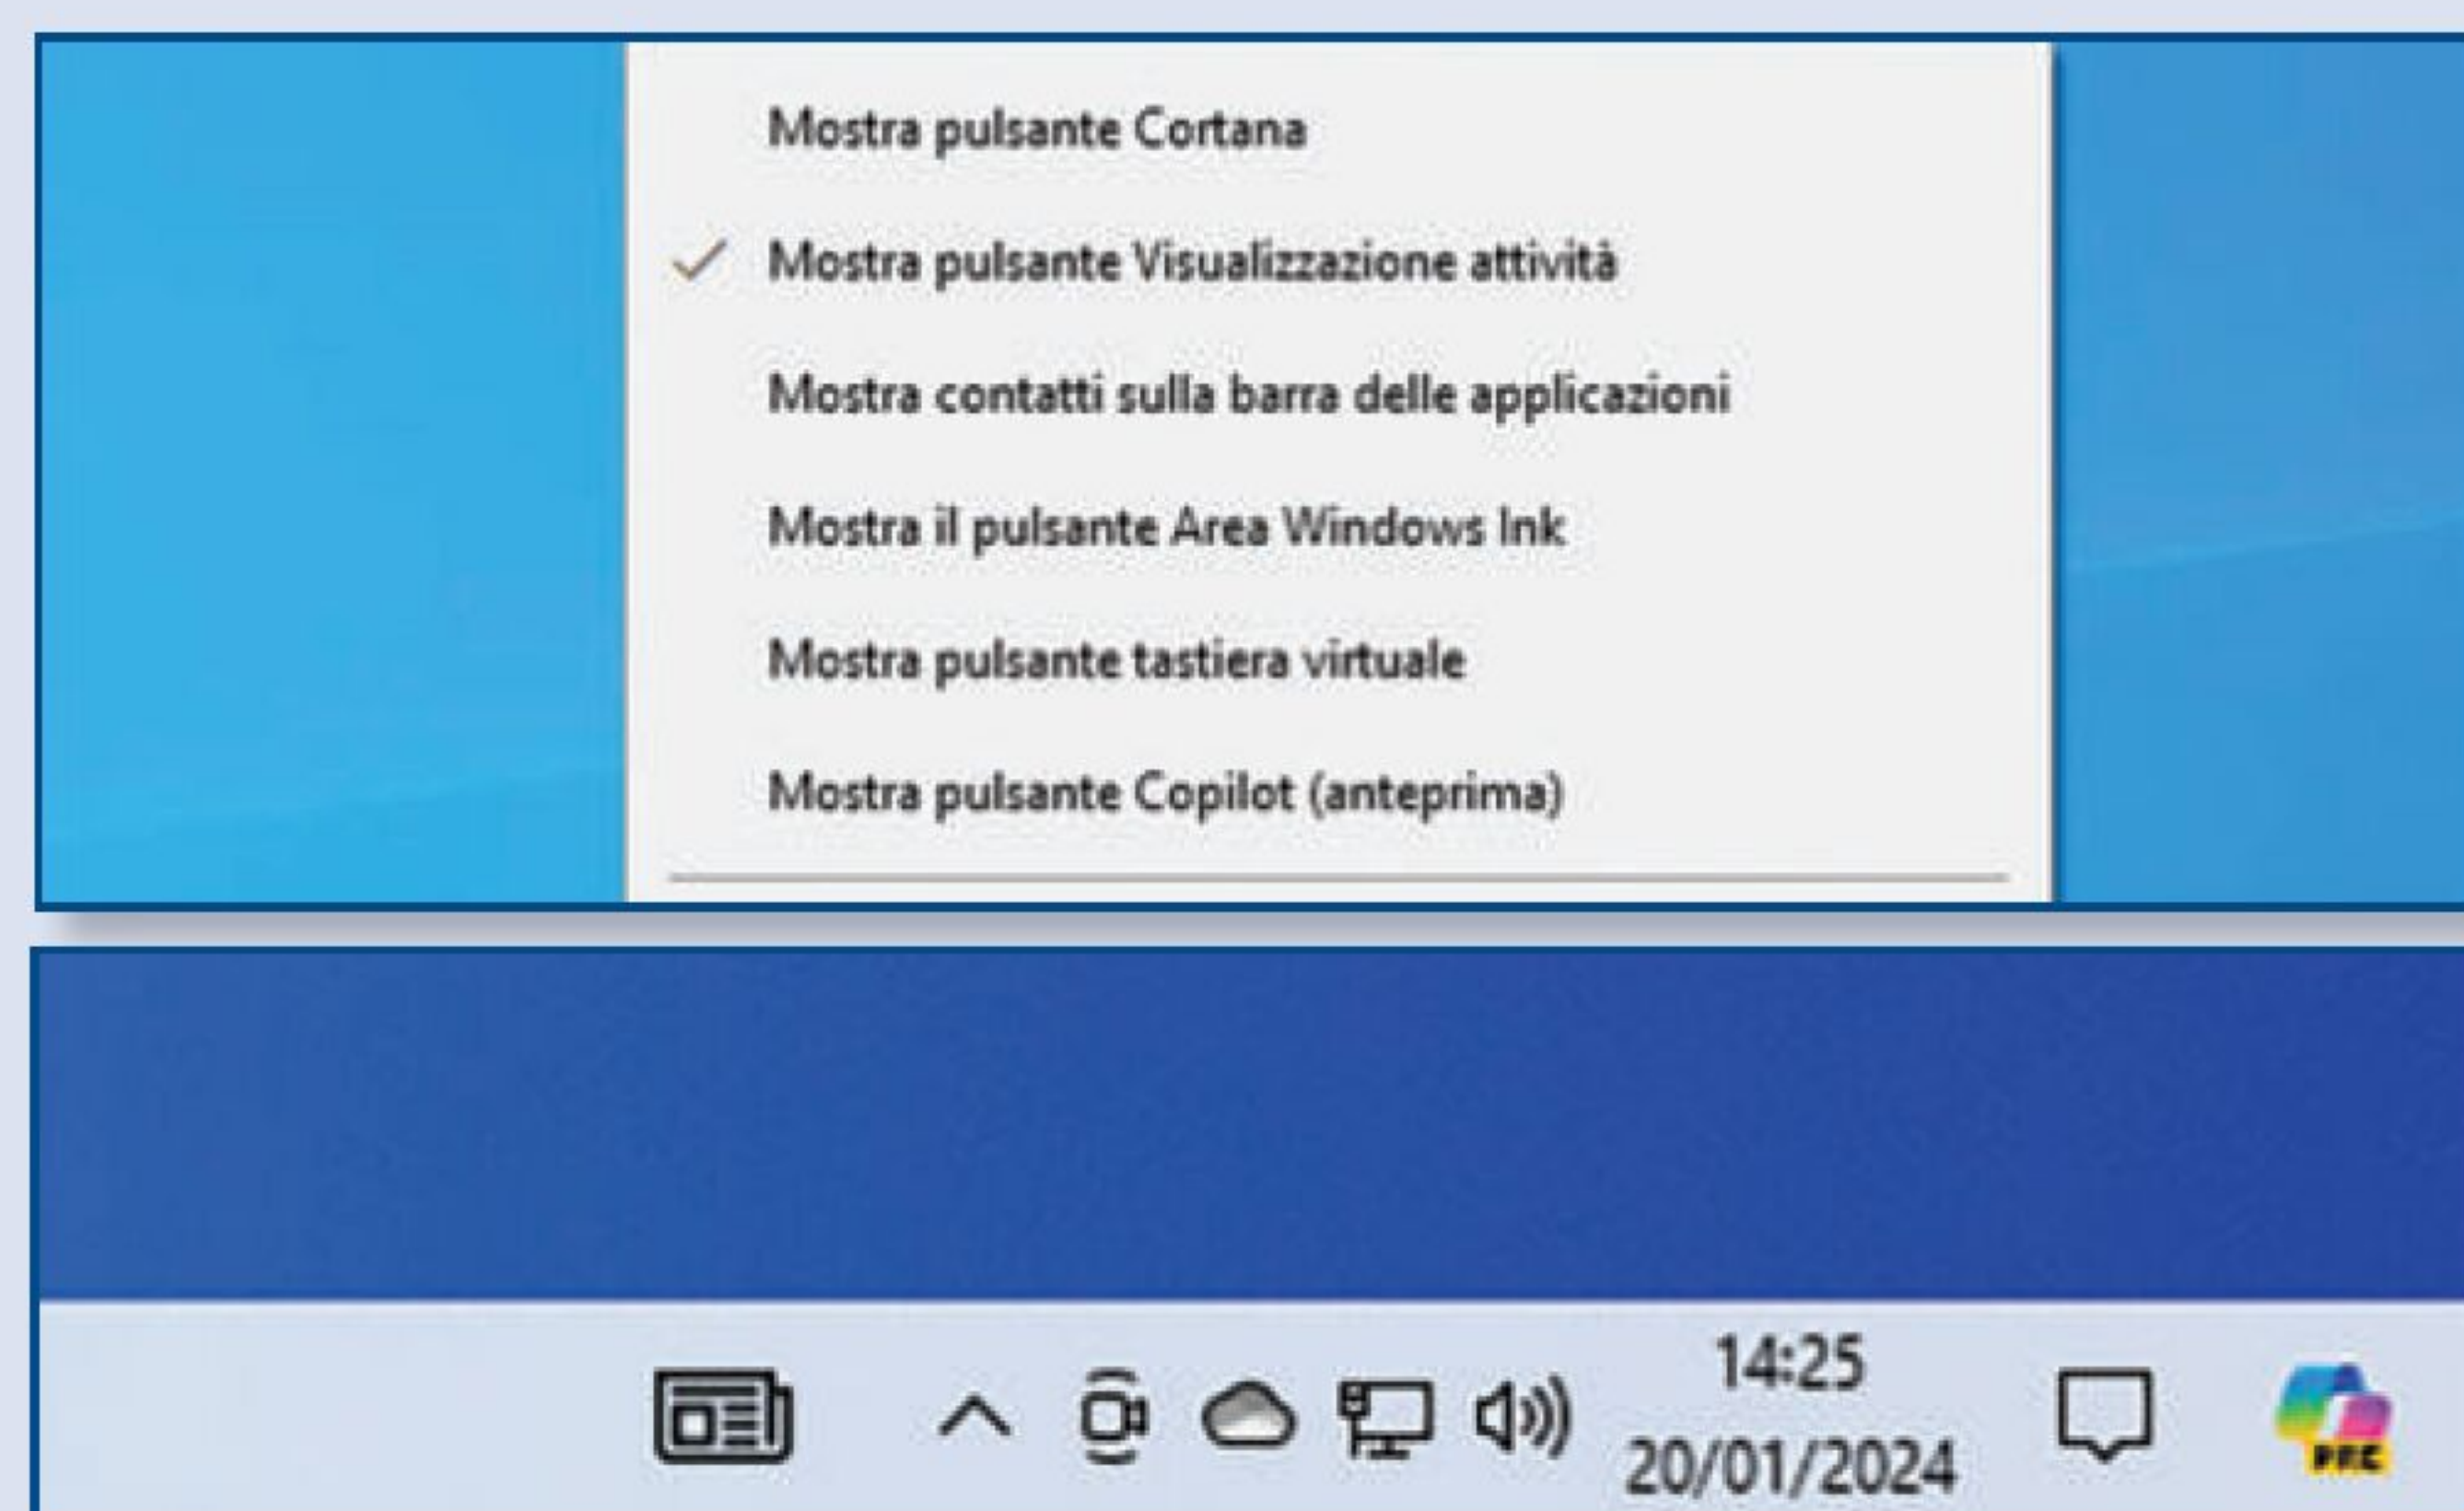 Mostra pulsante Cortana
Mostra pulsante Visualizzazione attività
Mostra contatti sulla barra delle applicazioni
Mostra il pulsante Area Windows Ink
Mostra pulsante tastiera virtuale
Mostra pulsante Copilot (anteprima)
14:25
20/01/2024
PRE